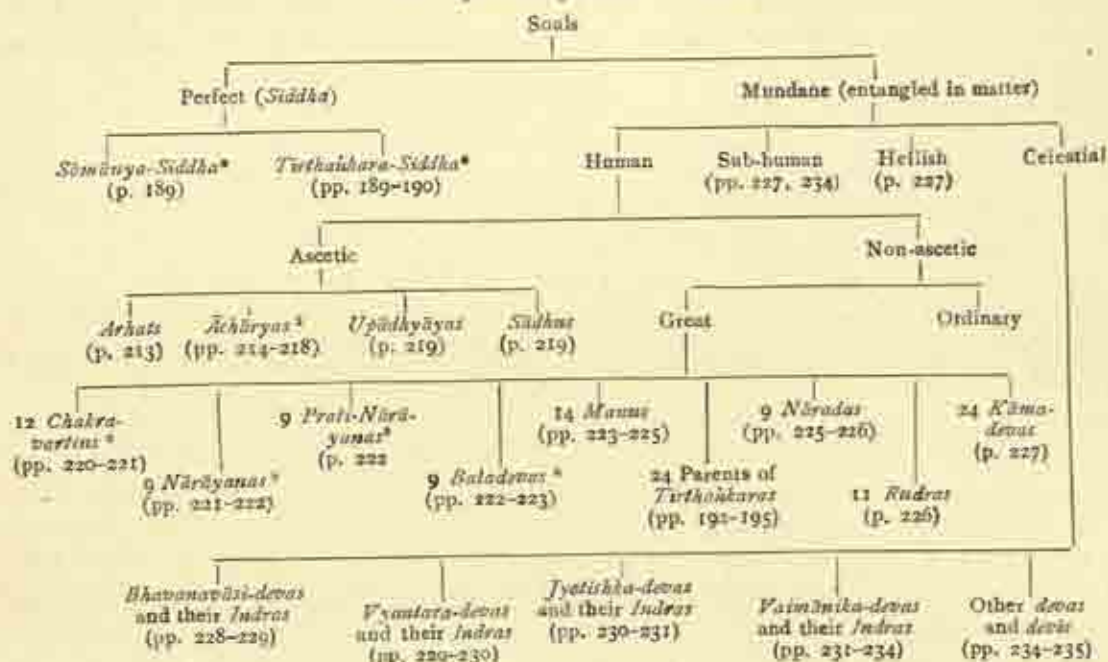 Souls
Perfect (Siddha)
Mundane (entangled in matter)
Sāmānya-Siddha*
(p. 189)
Tīrthaṅkara-Siddha*
(pp. 189-190)
Human
Sub-human
(pp. 227, 234)
Hellish
(p. 227)
Celestial
Ascetic
Non-ascetic
Arhats
(p. 213)
Āchāryas*
(pp. 214-218)
Upādhyāyas
(p. 219)
Sādhus
(p. 219)
Great
Ordinary
12 Chakra-
vartins*
(pp. 220-221)
9 Nārāyanas*
(pp. 221-222)
9 Prati-Nārā-
yanas*
(p. 222
9 Baladevas*
(pp. 222-223)
14 Manus
(pp. 223-225)
24 Parents of
Tīrthaṅkaras
(pp. 192-195)
9 Nāradas
(pp. 225-226)
11 Rudras
(p. 226)
24 Kāma-
devas
(p. 227)
Bhavanavāsi-devas
and their Indras
(pp. 228-229)
Vyantara-devas
and their Indras
(pp. 229-230)
Jyotishka-devas
and their Indras
(pp. 230-231)
Vaimānika-devas
and their Indras
(pp. 231-234)
Other devas
and devis
(pp. 234-235)